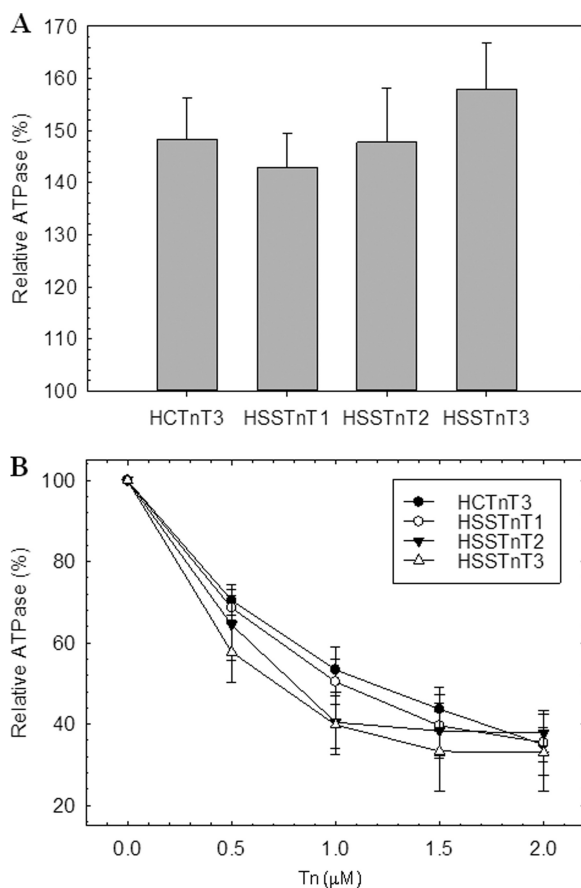 A
Relative ATPase (%)
170
160
150
140
130
120
110
100
HCTnT3 HSSTnT1 HSSTnT2 HSSTnT3
B
Relative ATPase (%)
100
80
60
40
20
HCTnT3
HSSTnT1
HSSTnT2
HSSTnT3
0.0 0.5 1.0 1.5 2.0
Tn (μM)